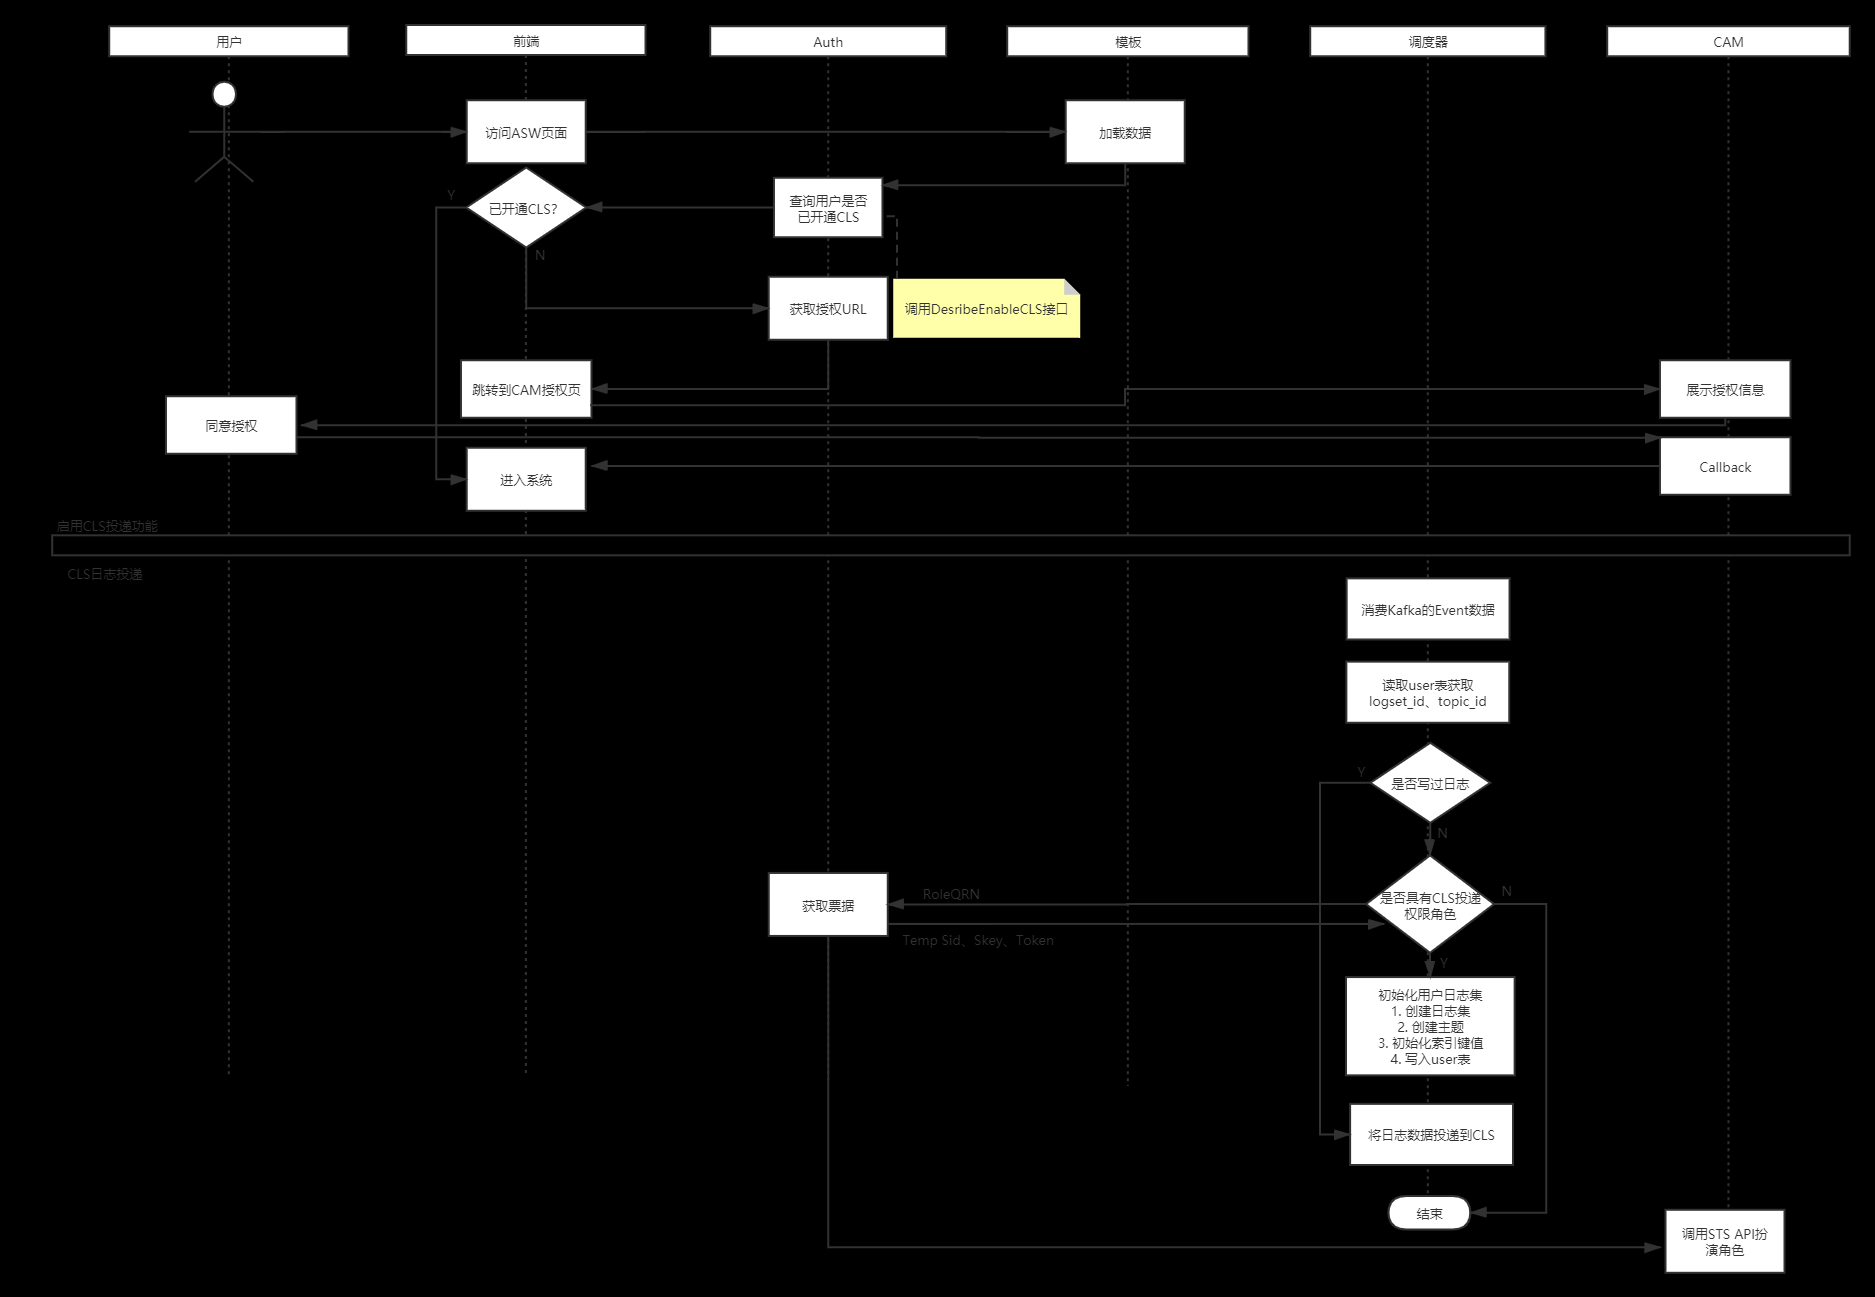 用户
前端
Auth
模板
调度器
CAM
访问ASW页面
加载数据
Y
已开通CLS?
查询用户是否
已开通CLS
N
获取授权URL
调用DesribeEnableCLS接口
跳转到CAM授权页
展示授权信息
同意授权
Callback
进入系统
启用CLS投递功能
CLS日志投递
消费Kafka的Event数据
读取user表获取
logset_id、topic_id
Y
是否写过日志
N
获取票据
RoleQRN
是否具有CLS投递
权限角色
N
Temp Sid、Skey、Token
Y
初始化用户日志集
1. 创建日志集
2. 创建主题
3. 初始化索引键值
4. 写入user表
将日志数据投递到CLS
结束
调用STS API扮
演角色